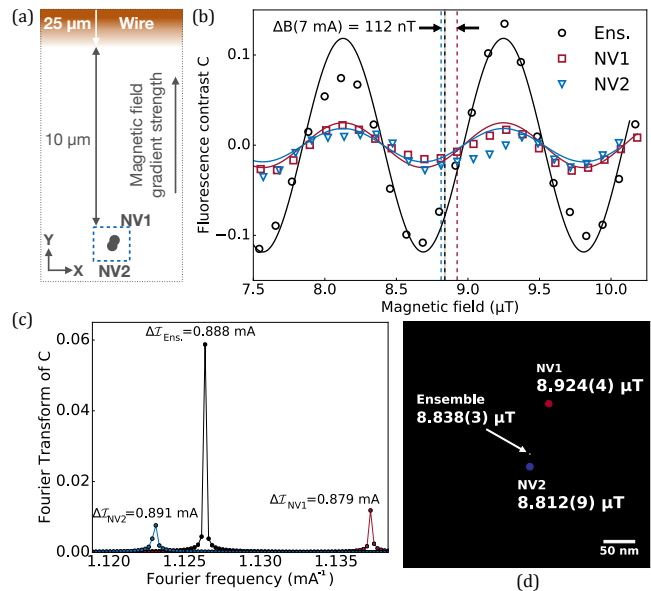 (a)
25 μm
Wire
10 μm
Magnetic field
gradient strength
NV1
NV2
Y
X
(b)
ΔB(7 mA) = 112 nT
Ens.
NV1
NV2
Fluorescence contrast C
0.1
0.0
−0.1
7.5
8.0
8.5
9.0
9.5
10.0
Magnetic field (μT)
(c)
Fourier Transform of C
0.06
0.04
0.02
0.00
ΔI_Ens.=0.888 mA
ΔI_NV2=0.891 mA
ΔI_NV1=0.879 mA
1.120
1.125
1.130
1.135
Fourier frequency (mA⁻¹)
NV1
8.924(4) μT
Ensemble
8.838(3) μT
NV2
8.812(9) μT
50 nm
(d)